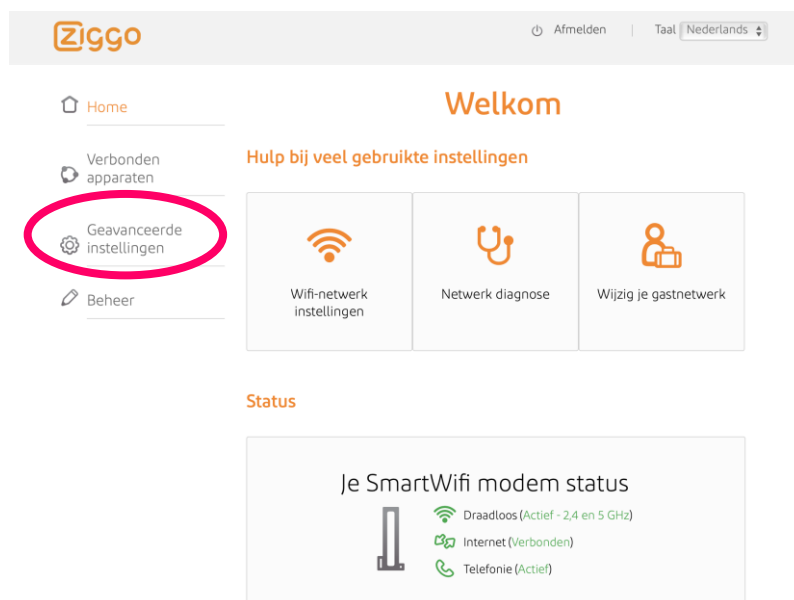 Ziggo
Afmelden | Taal Nederlands
Home
Verbonden
apparaten
Geavanceerde
instellingen
Beheer
Welkom
Hulp bij veel gebruikte instellingen
Wifi-netwerk
instellingen
Netwerk diagnose
Wijzig je gastnetwerk
Status
Je SmartWifi modem status
Draadloos (Actief - 2,4 en 5 GHz)
Internet (Verbonden)
Telefonie (Actief)